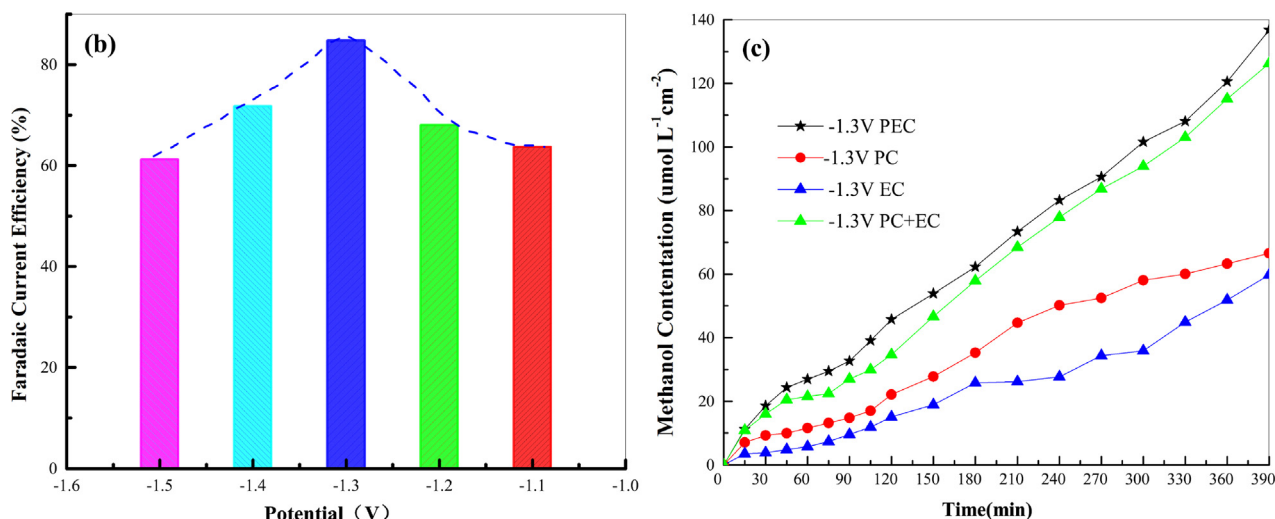 (b)
Faradaic Current Efficiency (%)
80
60
40
20
0
-1.6 -1.5 -1.4 -1.3 -1.2 -1.1 -1.0
Potential（V）
(c)
Methanol Contentation (umol L-1cm-2)
140
120
100
80
60
40
20
0
-1.3V PEC
-1.3V PC
-1.3V EC
-1.3V PC+EC
0 30 60 90 120 150 180 210 240 270 300 330 360 390
Time(min)